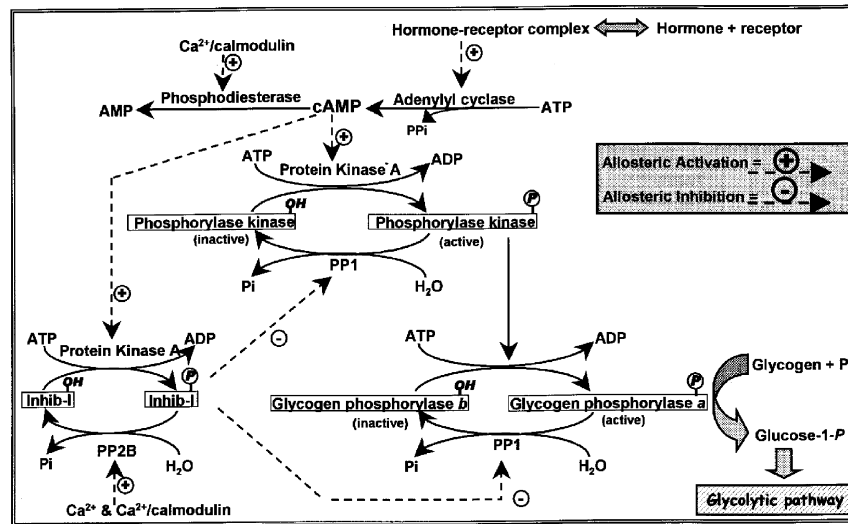 Hormone-receptor complex Hormone + receptor
Ca²⁺/calmodulin
+
+
Phosphodiesterase
Adenylyl cyclase
AMP cAMP ATP
PPi
+
ATP Protein Kinase A ADP
Allosteric Activation = +
Allosteric Inhibition = -
OH P
Phosphorylase kinase Phosphorylase kinase
(inactive) (active)
PP1
Pi H₂O
+
-
ATP Protein Kinase A ADP
ATP ADP
OH P
Inhib-I Inhib-I
OH P
Glycogen phosphorylase b Glycogen phosphorylase a
(inactive) (active)
Glycogen + P
Glucose-1-P
PP2B
Pi H₂O
PP1
Pi H₂O
+
-
Ca²⁺ & Ca²⁺/calmodulin
Glycolytic pathway